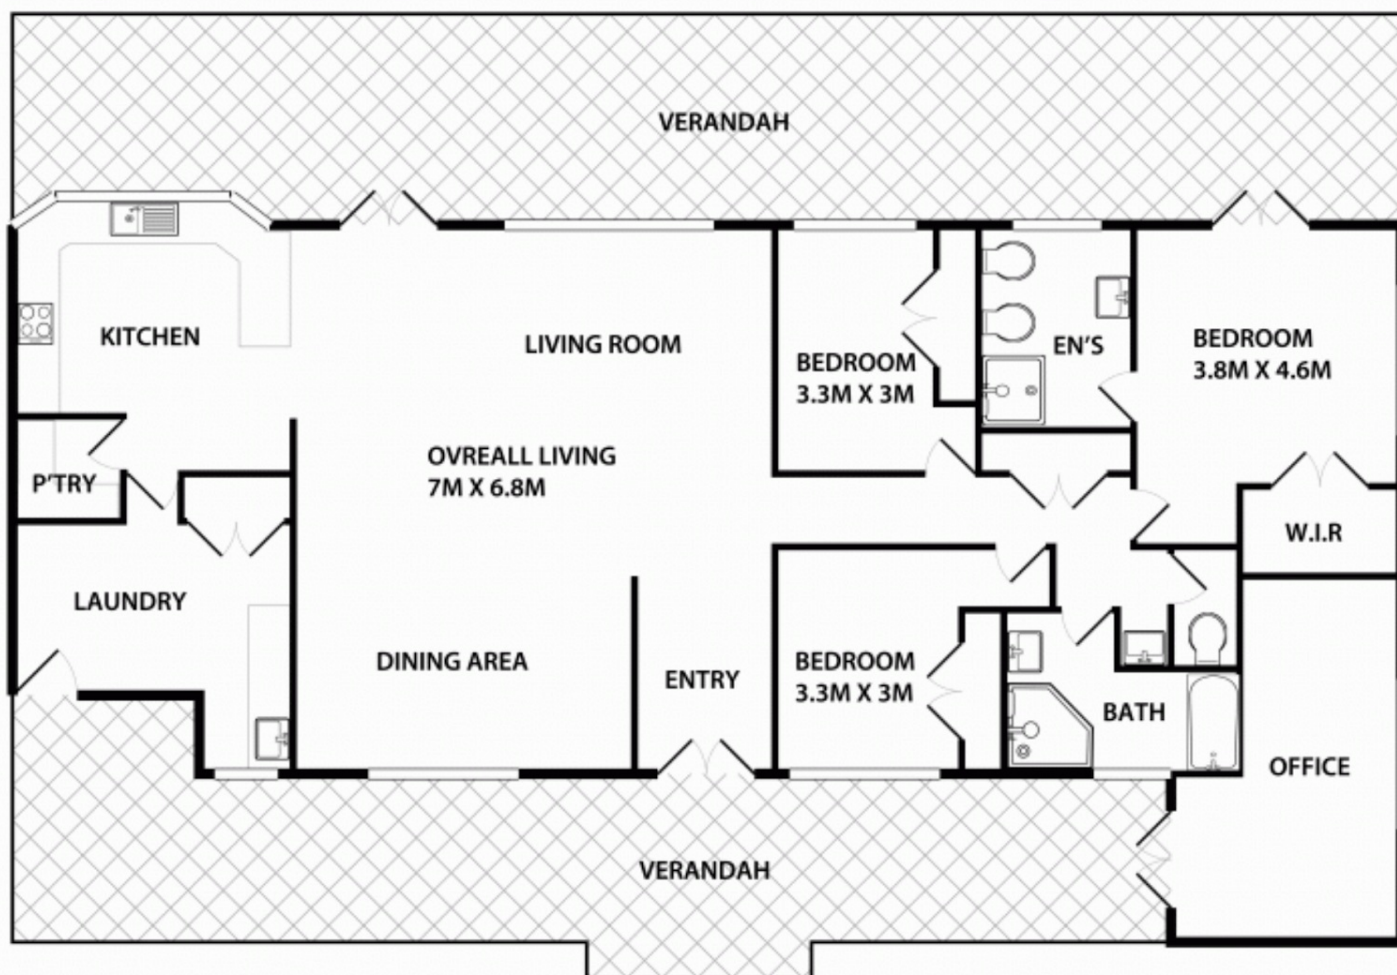 VERANDAH
KITCHEN
LIVING ROOM
BEDROOM
3.3M X 3M
EN'S
BEDROOM
3.8M X 4.6M
P'TRY
OVREALL LIVING
7M X 6.8M
W.I.R
LAUNDRY
DINING AREA
ENTRY
BEDROOM
3.3M X 3M
BATH
OFFICE
VERANDAH